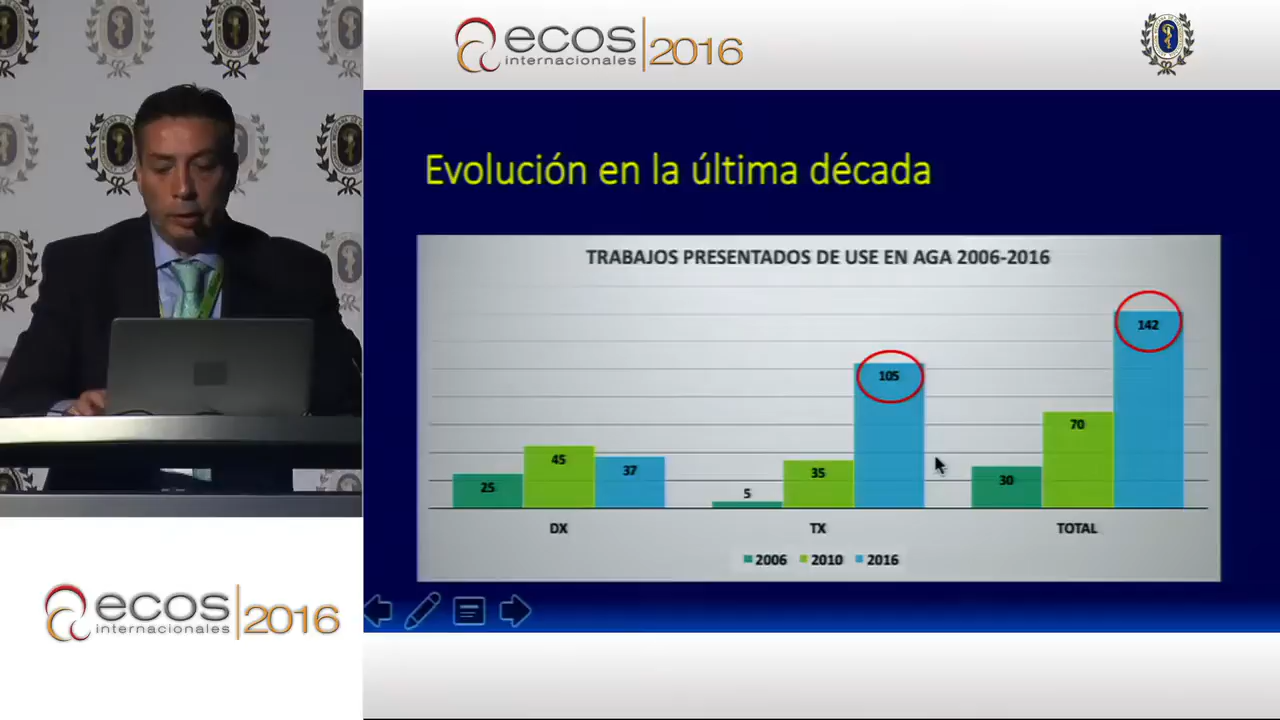 ecos
internacionales
2016
Evolución en la última década
TRABAJOS PRESENTADOS DE USE EN AGA 2006-2016
25
45
37
5
35
105
30
70
142
DX
TX
TOTAL
2006
2010
2016
ecos
internacionales
2016